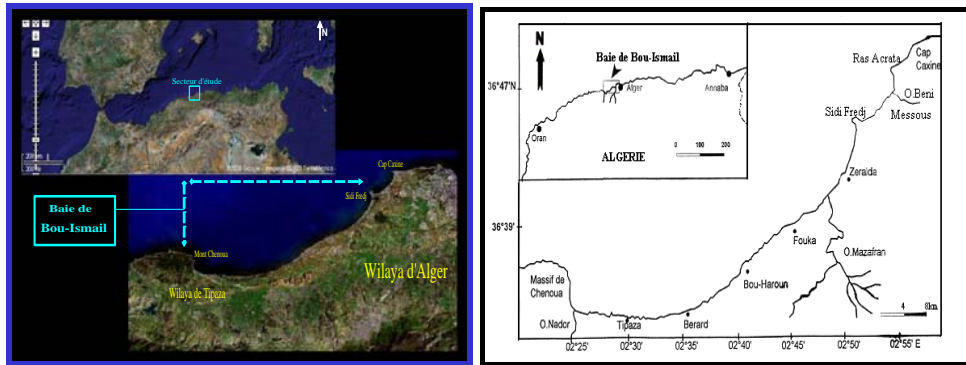 N
Secteur d'étude
Cap Caxine
Sidi Fredj
Baie de
Bou-Ismail
Mont Chenoua
Wilaya d'Alger
Wilaya de Tipaza
N
Baie de Bou-Ismail
36°47'N
Alger
Annaba
Oran
0 100 200
ALGERIE
Cap
Caxine
Ras Acrata
O.Beni
Messous
Sidi Fredj
Zeralda
36°39'
Fouka
O.Mazafran
Massif de
Chenoua
Bou-Haroun
4 8km
O.Nador
Tipaza
Berard
02°25' 02°30' 02°35' 02°40' 02°45' 02°50' 02°55' E